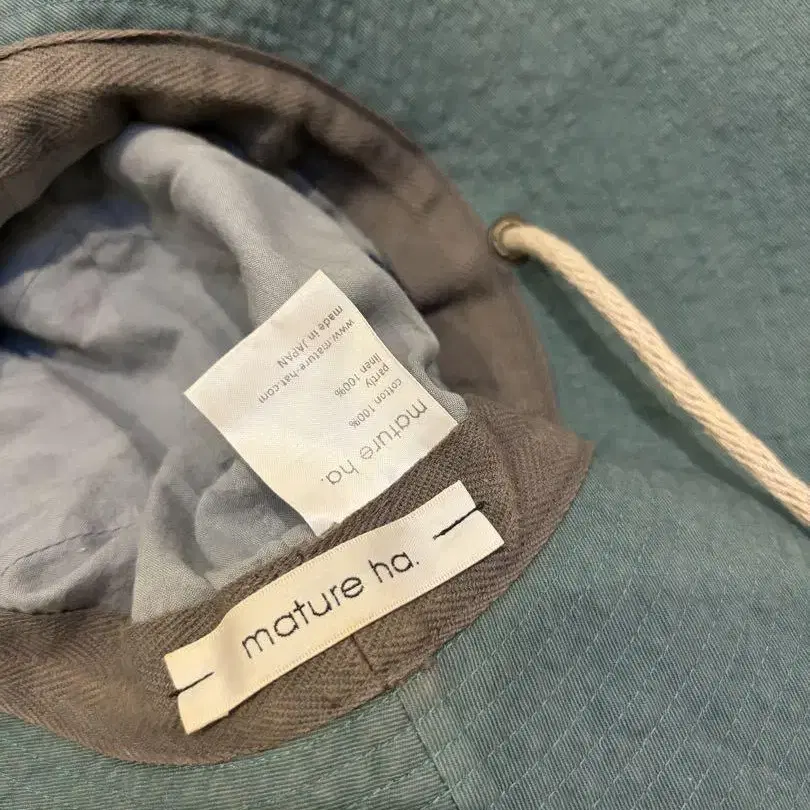 mature ha.
cotton 100%
partly
linen 100%
www.mature-hat.com
made in JAPAN
mature ha.